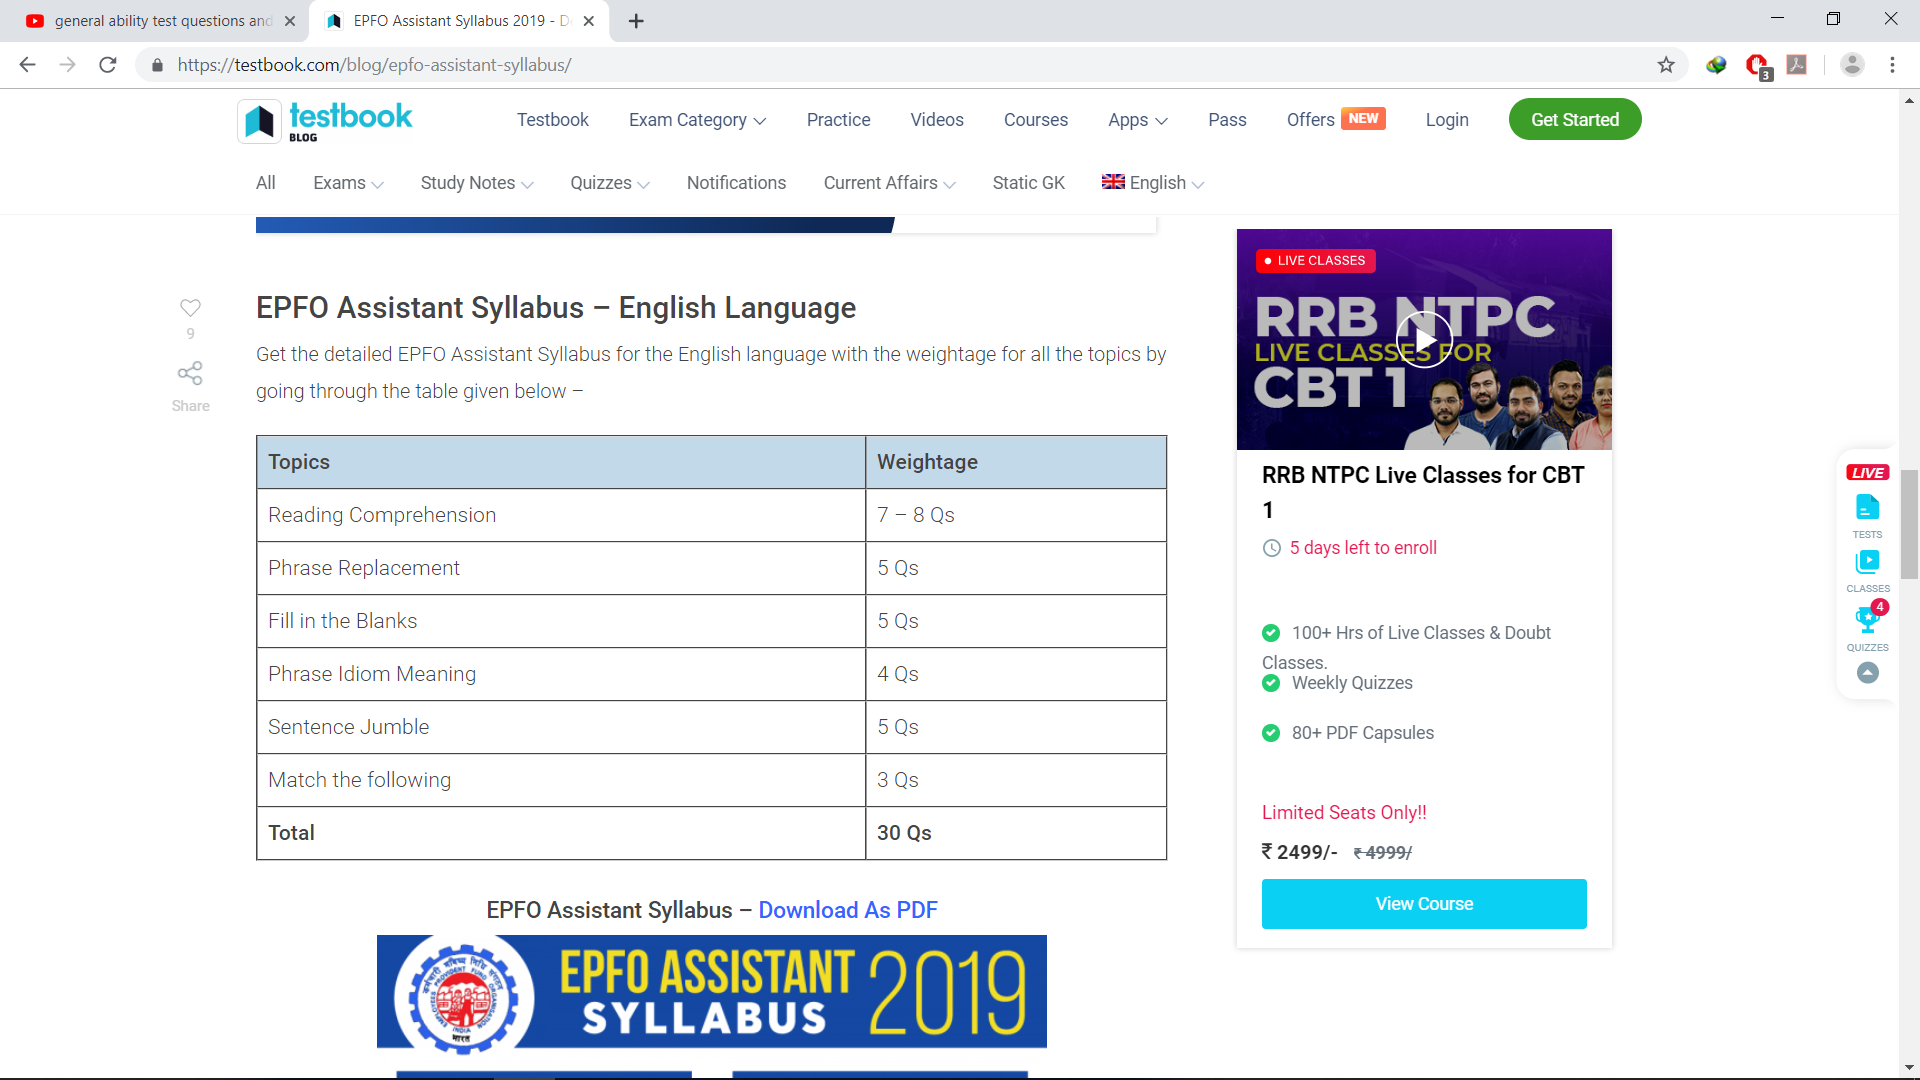 general ability test questions and
EPFO Assistant Syllabus 2019 - D
https://testbook.com/blog/epfo-assistant-syllabus/
3
testbook
BLOG
Testbook Exam Category Practice Videos Courses Apps Pass Offers NEW Login Get Started
All Exams Study Notes Quizzes Notifications Current Affairs Static GK English
9
Share
EPFO Assistant Syllabus – English Language
Get the detailed EPFO Assistant Syllabus for the English language with the weightage for all the topics by
going through the table given below –
Topics Weightage
Reading Comprehension 7 – 8 Qs
Phrase Replacement 5 Qs
Fill in the Blanks 5 Qs
Phrase Idiom Meaning 4 Qs
Sentence Jumble 5 Qs
Match the following 3 Qs
Total 30 Qs
EPFO Assistant Syllabus – Download As PDF
EPFO ASSISTANT
SYLLABUS
2019
LIVE CLASSES
RRB NTPC
LIVE CLASSES FOR
CBT 1
RRB NTPC Live Classes for CBT
1
5 days left to enroll
100+ Hrs of Live Classes & Doubt
Classes.
Weekly Quizzes
80+ PDF Capsules
Limited Seats Only!!
₹ 2499/- ₹ 4999/
View Course
LIVE
TESTS
CLASSES
4
QUIZZES